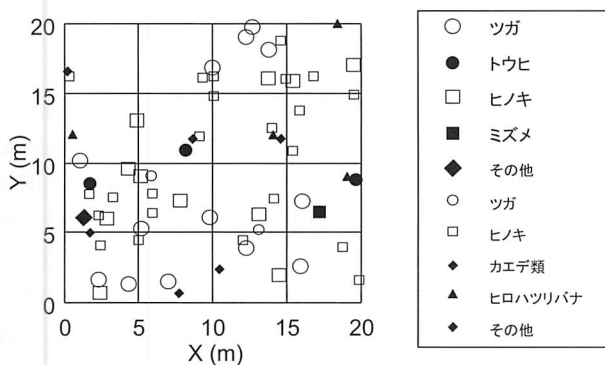 20
15
10
5
0
Y (m)
0 5 10 15 20
X (m)
ツガ
トウヒ
ヒノキ
ミズメ
その他
ツガ
ヒノキ
カエデ類
ヒロハツリバナ
その他